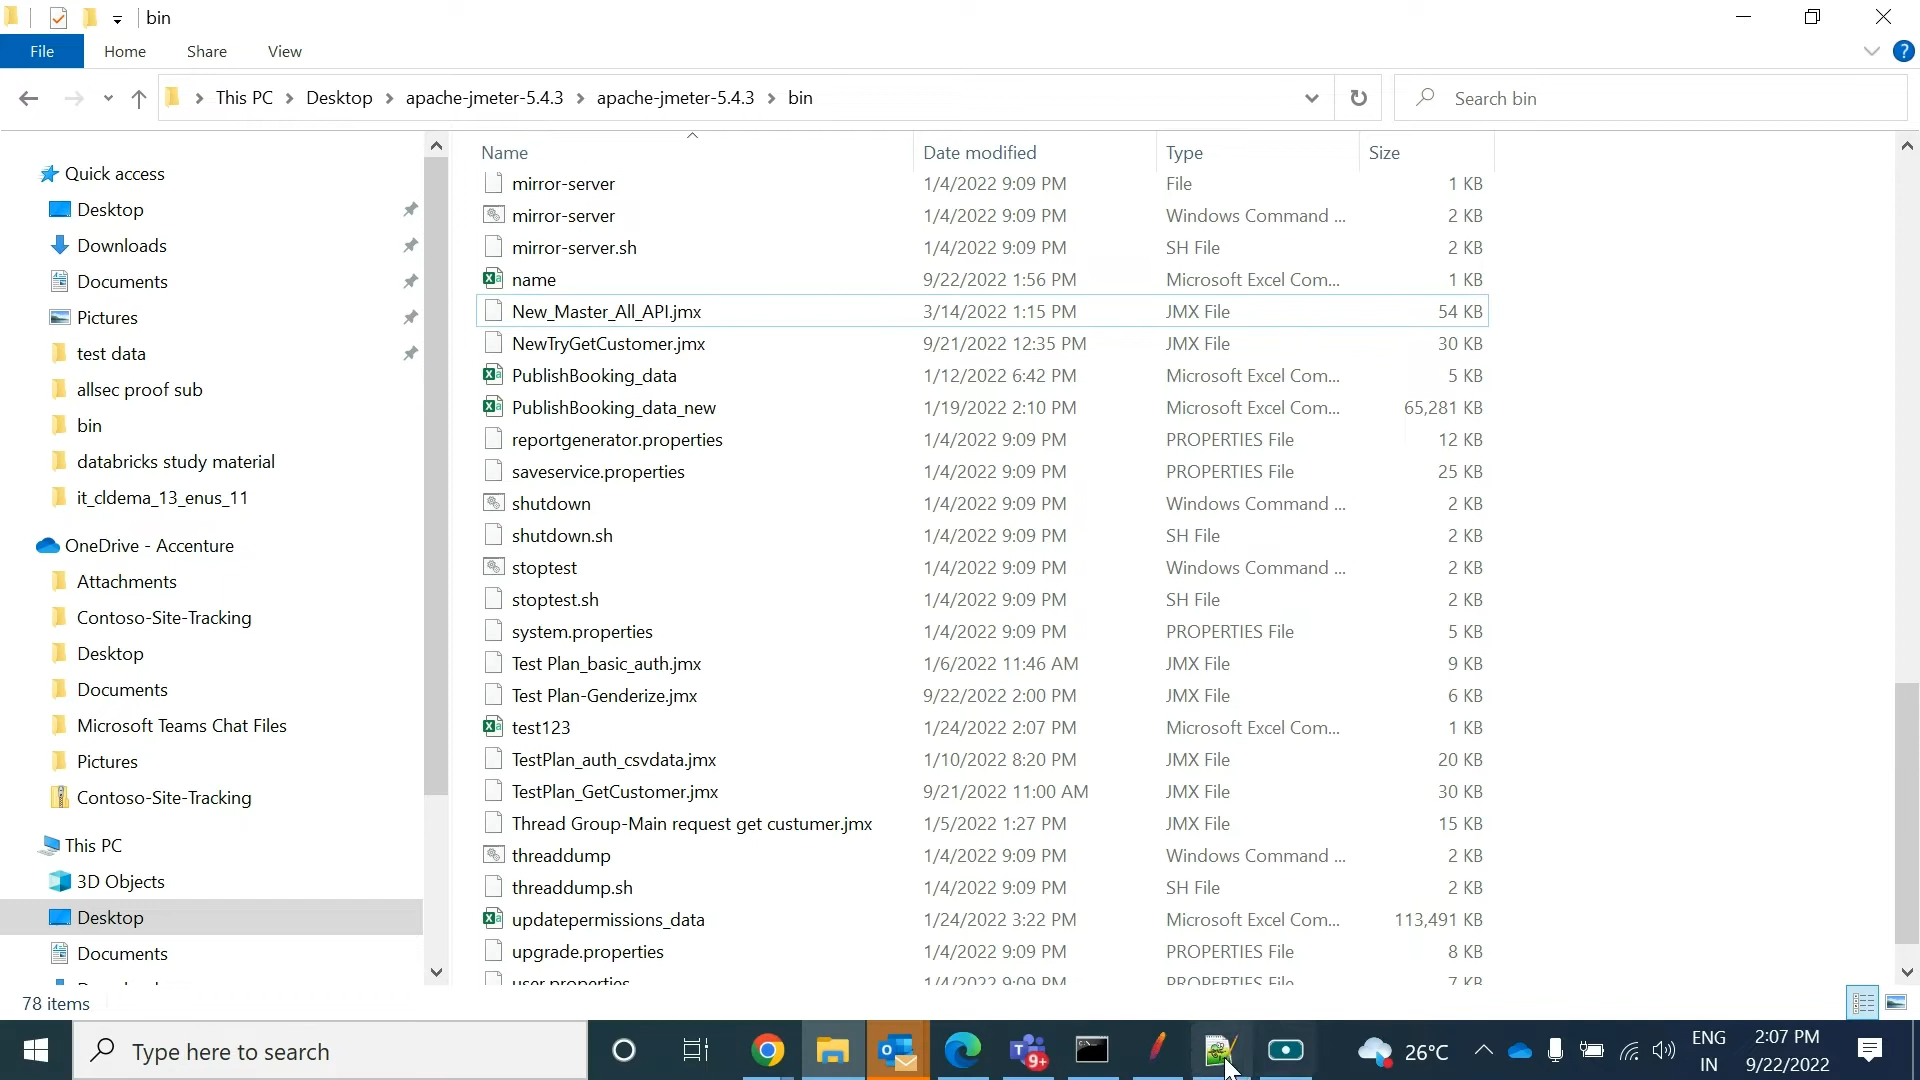 bin
File Home Share View
This PC Desktop apache-jmeter-5.4.3 apache-jmeter-5.4.3 bin Search bin
Name Date modified Type Size
Quick access
Desktop
Downloads
Documents
Pictures
test data
allsec proof sub
bin
databricks study material
it_cldema_13_enus_11
OneDrive - Accenture
Attachments
Contoso-Site-Tracking
Desktop
Documents
Microsoft Teams Chat Files
Pictures
Contoso-Site-Tracking
This PC
3D Objects
Desktop
Documents
mirror-server 1/4/2022 9:09 PM File 1 KB
mirror-server 1/4/2022 9:09 PM Windows Command ... 2 KB
mirror-server.sh 1/4/2022 9:09 PM SH File 2 KB
name 9/22/2022 1:56 PM Microsoft Excel Com... 1 KB
New_Master_All_API.jmx 3/14/2022 1:15 PM JMX File 54 KB
NewTryGetCustomer.jmx 9/21/2022 12:35 PM JMX File 30 KB
PublishBooking_data 1/12/2022 6:42 PM Microsoft Excel Com... 5 KB
PublishBooking_data_new 1/19/2022 2:10 PM Microsoft Excel Com... 65,281 KB
reportgenerator.properties 1/4/2022 9:09 PM PROPERTIES File 12 KB
saveservice.properties 1/4/2022 9:09 PM PROPERTIES File 25 KB
shutdown 1/4/2022 9:09 PM Windows Command ... 2 KB
shutdown.sh 1/4/2022 9:09 PM SH File 2 KB
stoptest 1/4/2022 9:09 PM Windows Command ... 2 KB
stoptest.sh 1/4/2022 9:09 PM SH File 2 KB
system.properties 1/4/2022 9:09 PM PROPERTIES File 5 KB
Test Plan_basic_auth.jmx 1/6/2022 11:46 AM JMX File 9 KB
Test Plan-Genderize.jmx 9/22/2022 2:00 PM JMX File 6 KB
test123 1/24/2022 2:07 PM Microsoft Excel Com... 1 KB
TestPlan_auth_csvdata.jmx 1/10/2022 8:20 PM JMX File 20 KB
TestPlan_GetCustomer.jmx 9/21/2022 11:00 AM JMX File 30 KB
Thread Group-Main request get custumer.jmx 1/5/2022 1:27 PM JMX File 15 KB
threaddump 1/4/2022 9:09 PM Windows Command ... 2 KB
threaddump.sh 1/4/2022 9:09 PM SH File 2 KB
updatepermissions_data 1/24/2022 3:22 PM Microsoft Excel Com... 113,491 KB
upgrade.properties 1/4/2022 9:09 PM PROPERTIES File 8 KB
user.properties 1/4/2022 9:09 PM PROPERTIES File 7 KB
78 items
Type here to search 9+ 26°C ENG 2:07 PM
IN 9/22/2022